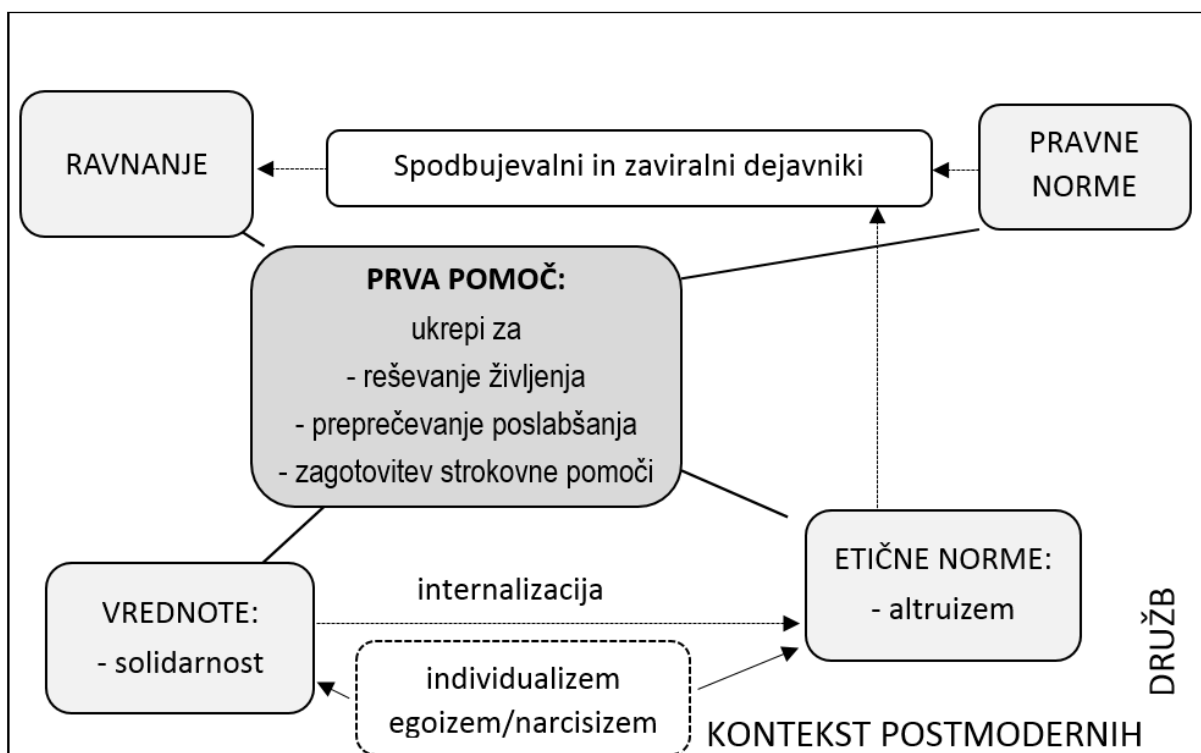 RAVNANJE
Spodbujevalni in zaviralni dejavniki
PRAVNE
NORME
PRVA POMOČ:
ukrepi za
- reševanje življenja
- preprečevanje poslabšanja
- zagotovitev strokovne pomoči
VREDNOTE:
- solidarnost
internalizacija
individualizem
egoizem/narcisizem
ETIČNE NORME:
- altruizem
KONTEKST POSTMODERNIH
DRUŽB